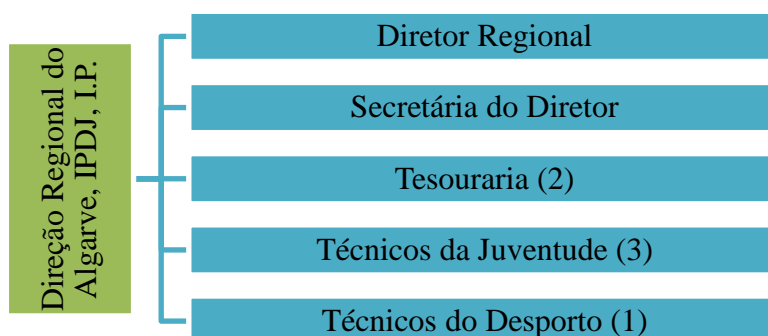 Direção Regional do
Algarve, IPDJ, I.P.
Diretor Regional
Secretária do Diretor
Tesouraria (2)
Técnicos da Juventude (3)
Técnicos do Desporto (1)